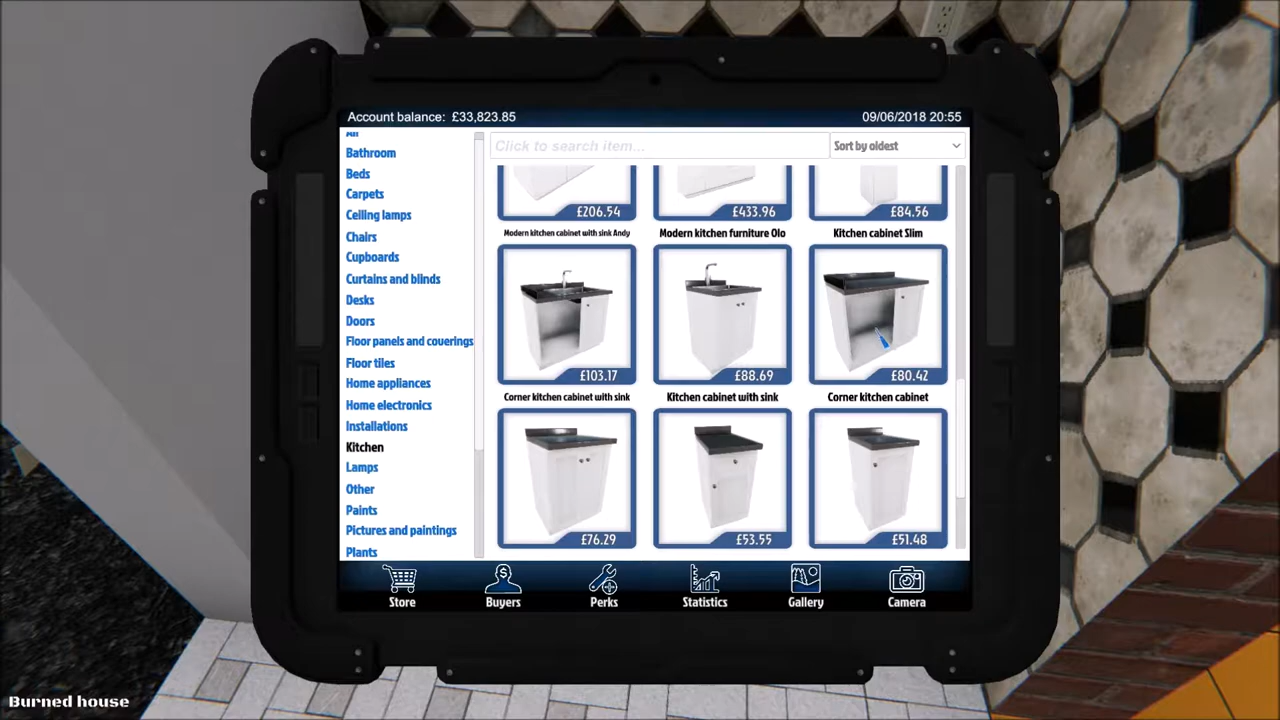 Account balance: £33,823.85
09/06/2018 20:55
All
Bathroom
Beds
Carpets
Ceiling lamps
Chairs
Cupboards
Curtains and blinds
Desks
Doors
Floor panels and coverings
Floor tiles
Home appliances
Home electronics
Installations
Kitchen
Lamps
Other
Paints
Pictures and paintings
Plants
Click to search item...
Sort by oldest
£206.54
£433.96
£84.56
Modern kitchen cabinet with sink Andy
Modern kitchen furniture Olo
Kitchen cabinet Slim
£103.17
£88.69
£80.42
Corner kitchen cabinet with sink
Kitchen cabinet with sink
Corner kitchen cabinet
£76.29
£53.55
£51.48
Store
Buyers
Perks
Statistics
Gallery
Camera
Burned house